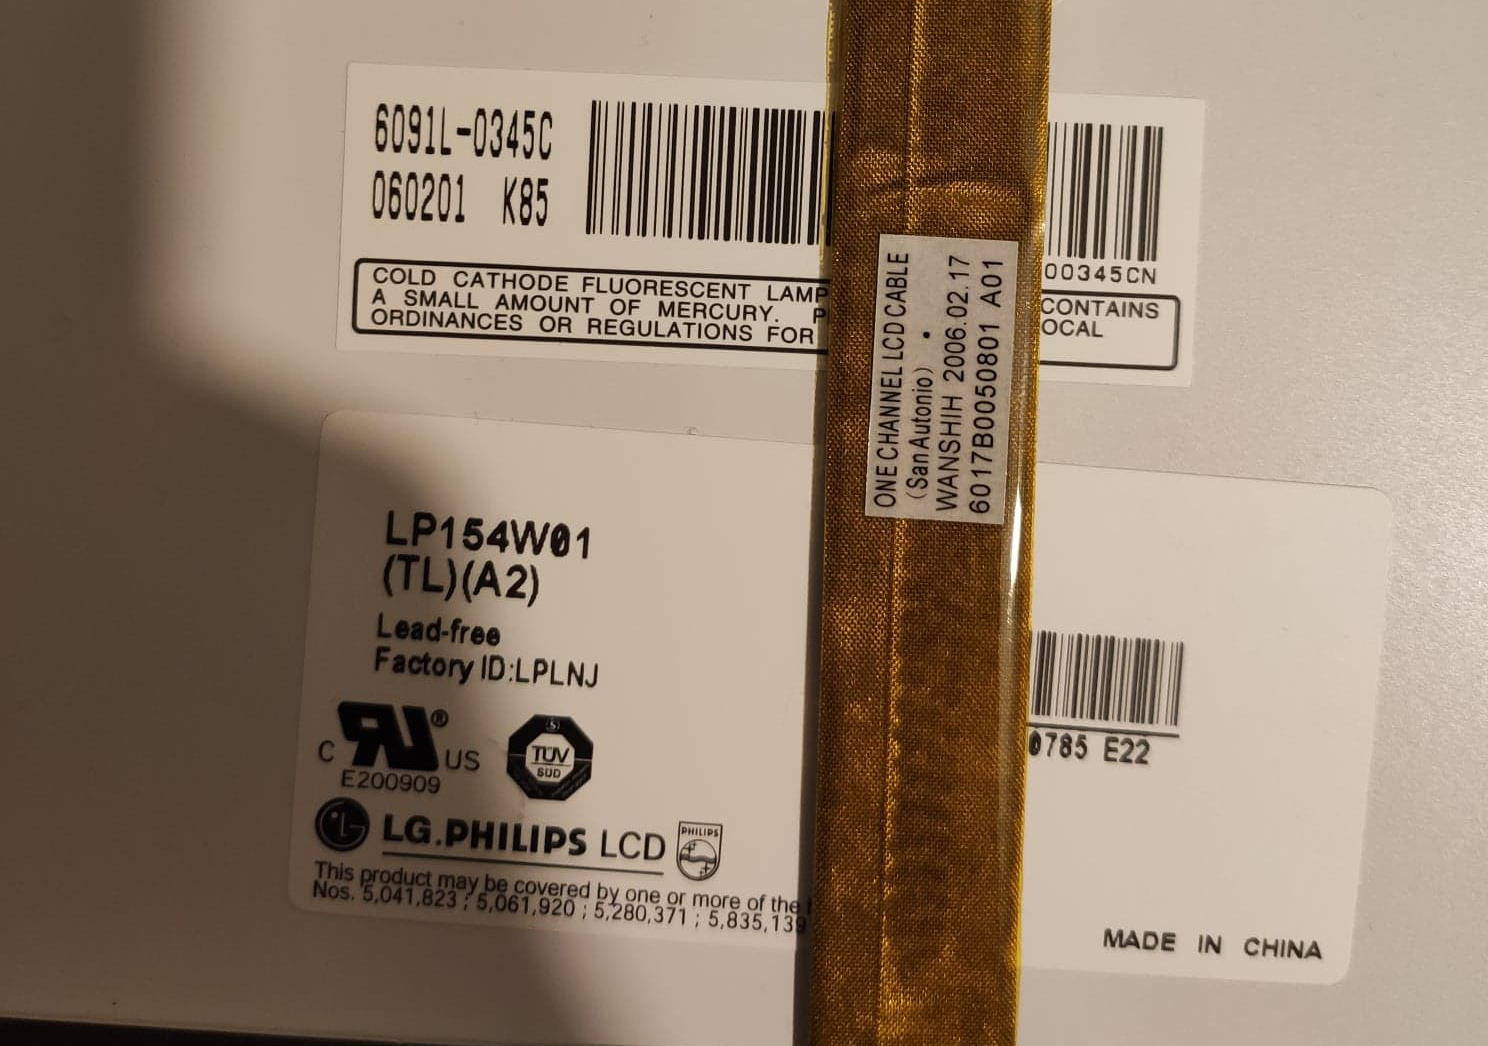 6091L-0345C
060201 K85
00345CN
COLD CATHODE FLUORESCENT LAMP CONTAINS
A SMALL AMOUNT OF MERCURY. P OCAL
ORDINANCES OR REGULATIONS FOR
ONE CHANNEL LCD CABLE
(San Autonio)
WANSHIH 2006.02.17
6017B0050801 A01
LP154W01
(TL)(A2)
Lead-free
Factory ID:LPLNJ
C RU ® US
E200909
S
TÜV
SUD
0785 E22
LG LG.PHILIPS LCD PHILIPS
This product may be covered by one or more of the
Nos. 5,041,823 ; 5,061,920 ; 5,280,371 ; 5,835,139
MADE IN CHINA